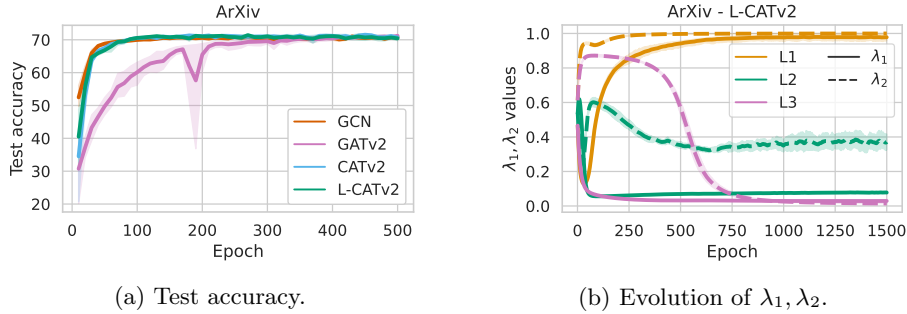 ArXiv
Test accuracy
70
60
50
40
30
20
0
100
200
300
400
500
Epoch
GCN
GATv2
CATv2
L-CATv2
(a) Test accuracy.
ArXiv - L-CATv2
λ₁, λ₂ values
1.0
0.8
0.6
0.4
0.2
0.0
0
250
500
750
1000
1250
1500
Epoch
L1
L2
L3
λ₁
λ₂
(b) Evolution of λ₁, λ₂.